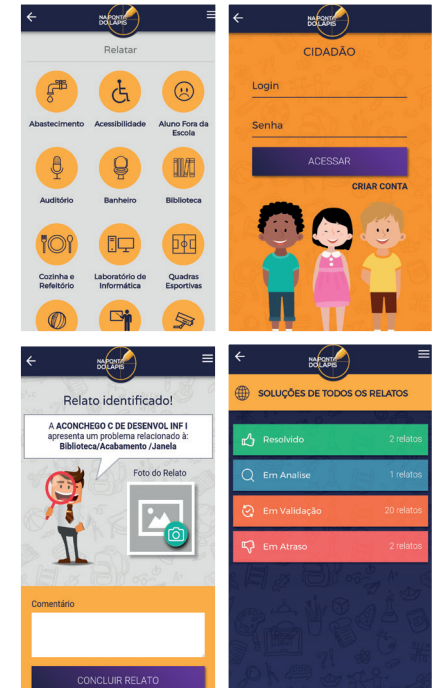 NA PONTA
DO LÁPIS
Relatar
Abastecimento
Acessibilidade
Aluno Fora da
Escola
Auditório
Banheiro
Biblioteca
Cozinha e
Refeitório
Laboratório de
Informática
Quadras
Esportivas
NA PONTA
DO LÁPIS
CIDADÃO
Login
Senha
ACESSAR
CRIAR CONTA
NA PONTA
DO LÁPIS
Relato identificado!
A ACONCHEGO C DE DESENVOL INF I
apresenta um problema relacionado à:
Biblioteca/Acabamento /Janela
Foto do Relato
Comentário
CONCLUIR RELATO
NA PONTA
DO LÁPIS
SOLUÇÕES DE TODOS OS RELATOS
Resolvido 2 relatos
Em Analise 1 relatos
Em Validação 20 relatos
Em Atraso 2 relatos